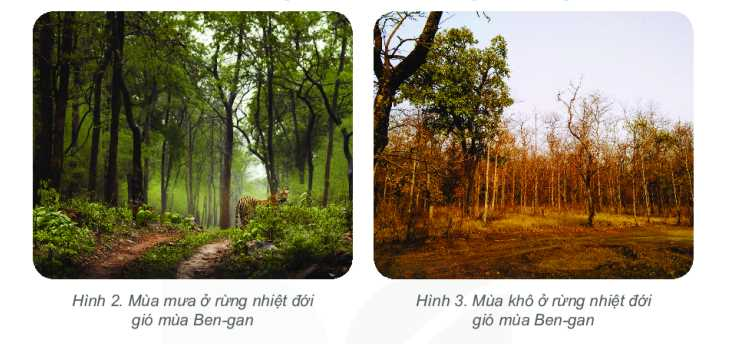 Hình 2. Mùa mưa ở rừng nhiệt đới
gió mùa Ben-gan
Hình 3. Mùa khô ở rừng nhiệt đới
gió mùa Ben-gan